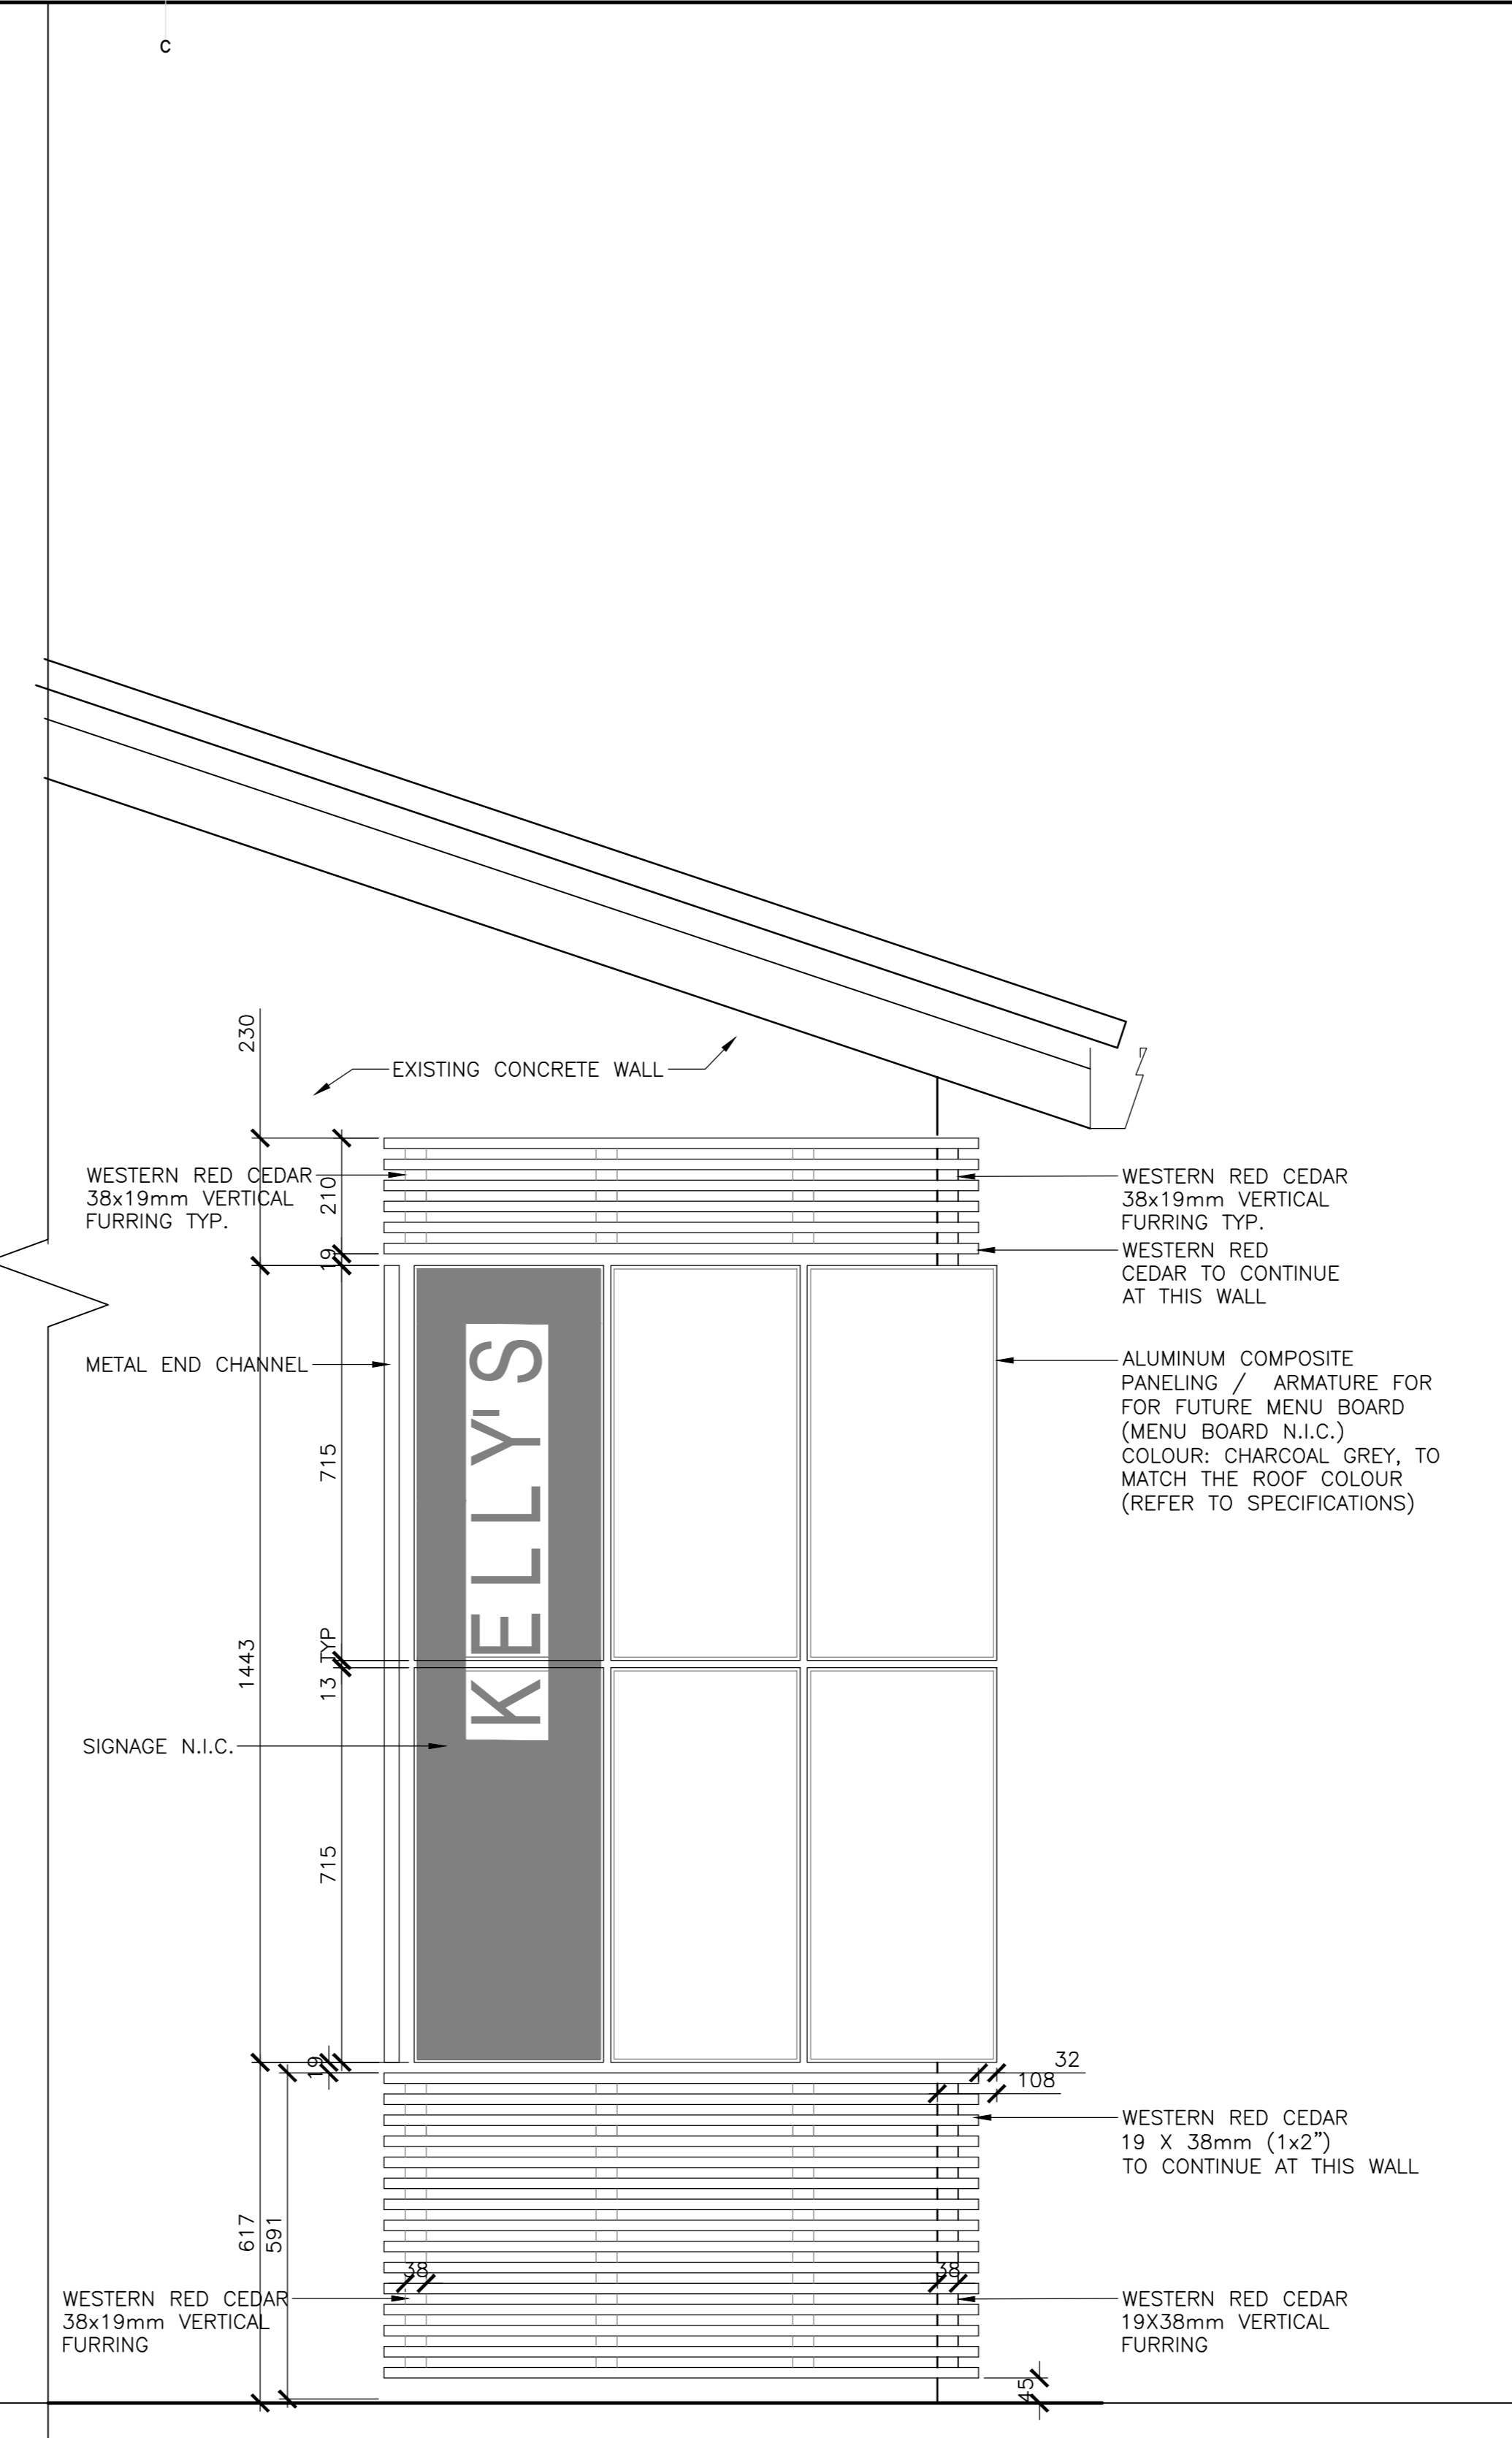 C
230
EXISTING CONCRETE WALL
WESTERN RED CEDAR
38x19mm VERTICAL
FURRING TYP.
210
19
WESTERN RED CEDAR
38x19mm VERTICAL
FURRING TYP.
WESTERN RED
CEDAR TO CONTINUE
AT THIS WALL
METAL END CHANNEL
KELLY'S
ALUMINUM COMPOSITE
PANELING / ARMATURE FOR
FOR FUTURE MENU BOARD
(MENU BOARD N.I.C.)
COLOUR: CHARCOAL GREY, TO
MATCH THE ROOF COLOUR
(REFER TO SPECIFICATIONS)
715
1443
13 TYP
SIGNAGE N.I.C.
715
19
32
108
WESTERN RED CEDAR
19 X 38mm (1x2")
TO CONTINUE AT THIS WALL
617
591
38
38
WESTERN RED CEDAR
38x19mm VERTICAL
FURRING
WESTERN RED CEDAR
19X38mm VERTICAL
FURRING
45